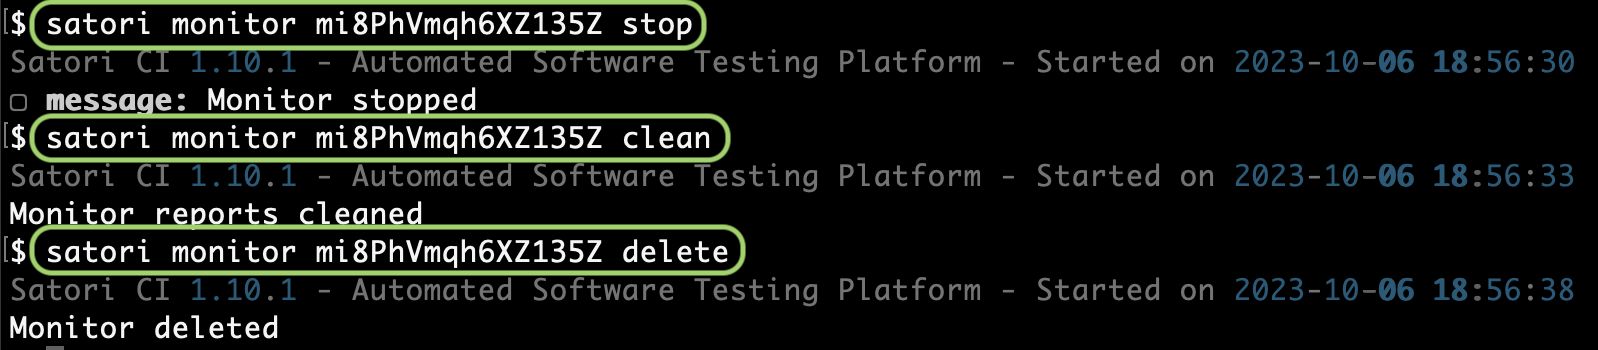 $ satori monitor mi8PhVmqh6XZ135Z stop
Satori CI 1.10.1 - Automated Software Testing Platform - Started on 2023-10-06 18:56:30
▢ message: Monitor stopped
$ satori monitor mi8PhVmqh6XZ135Z clean
Satori CI 1.10.1 - Automated Software Testing Platform - Started on 2023-10-06 18:56:33
Monitor reports cleaned
$ satori monitor mi8PhVmqh6XZ135Z delete
Satori CI 1.10.1 - Automated Software Testing Platform - Started on 2023-10-06 18:56:38
Monitor deleted